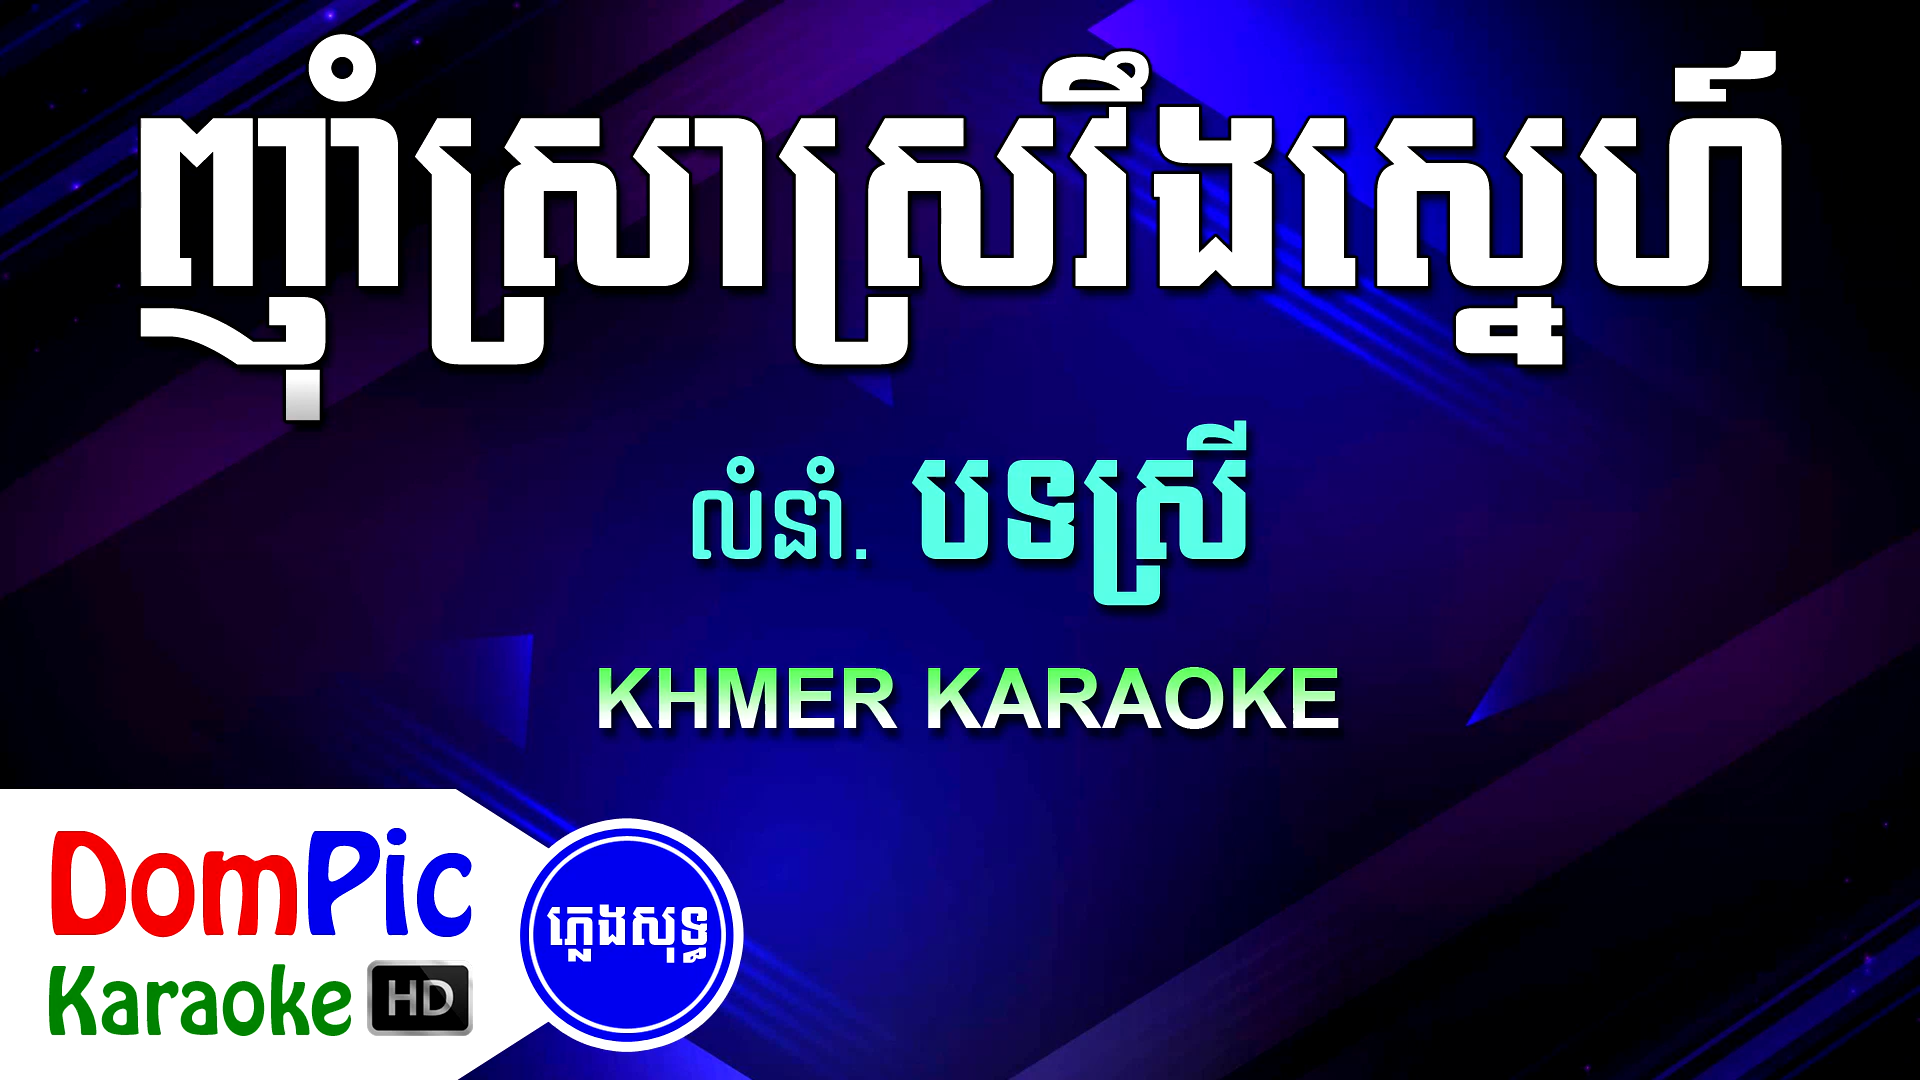 ញ៉ាំស្រាស្រវឹងស្នេហ៍
លំនាំ. បទស្រី
KHMER KARAOKE
DomPic
Karaoke HD
ភ្លេងសុទ្ធ